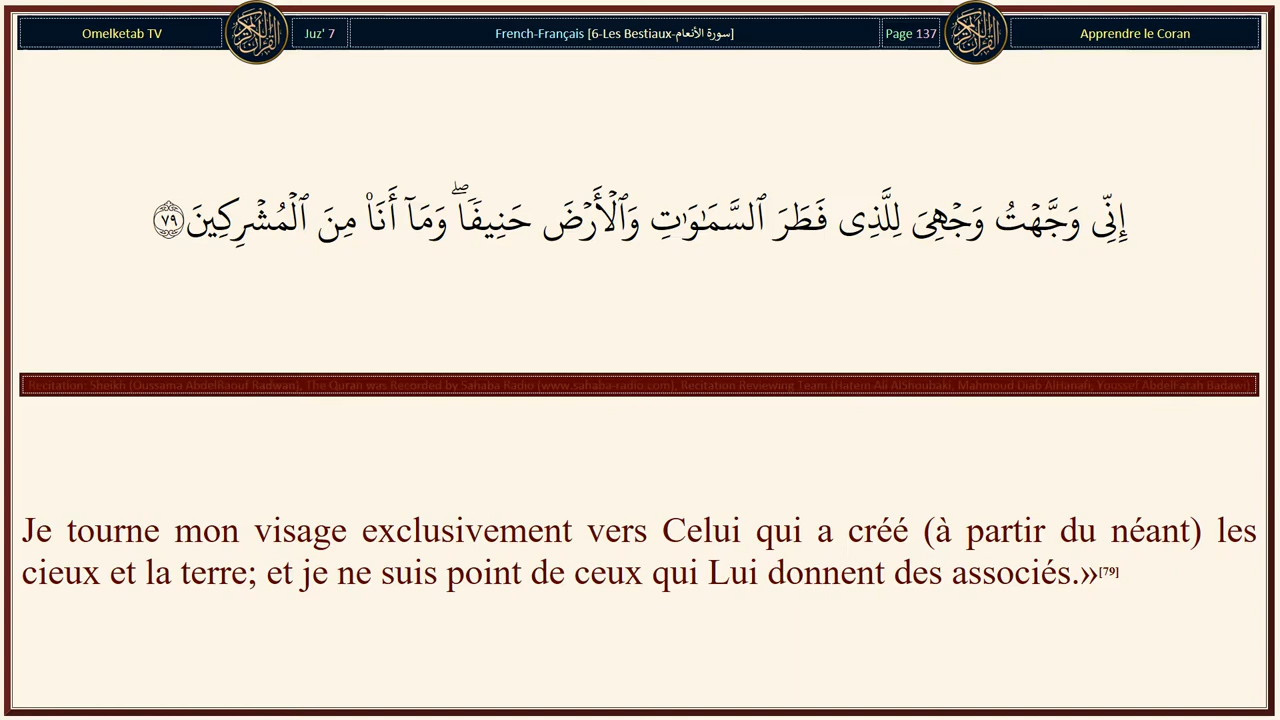 Omelketab TV
Juz' 7
French-Français [6-Les Bestiaux-سورة الأنعام]
Page 137
Apprendre le Coran
إِنِّى وَجَّهۡتُ وَجۡهِىَ لِلَّذِى فَطَرَ ٱلسَّمَـٰوَٲتِ وَٱلۡأَرۡضَ حَنِيفً۬ا‌ۖ وَمَآ أَنَا۟ مِنَ ٱلۡمُشۡرِكِينَ ٧٩
Recitation: Sheikh (Oussama AbdelRaouf Radwan), The Quran was Recorded by Sahaba Radio (www.sahaba-radio.com), Recitation Reviewing Team (Hatem Ali AlShoubaki, Mahmoud Diab AlHanafi, Youssef AbdelFatah Badawi)
Je tourne mon visage exclusivement vers Celui qui a créé (à partir du néant) les
cieux et la terre; et je ne suis point de ceux qui Lui donnent des associés.»[79]